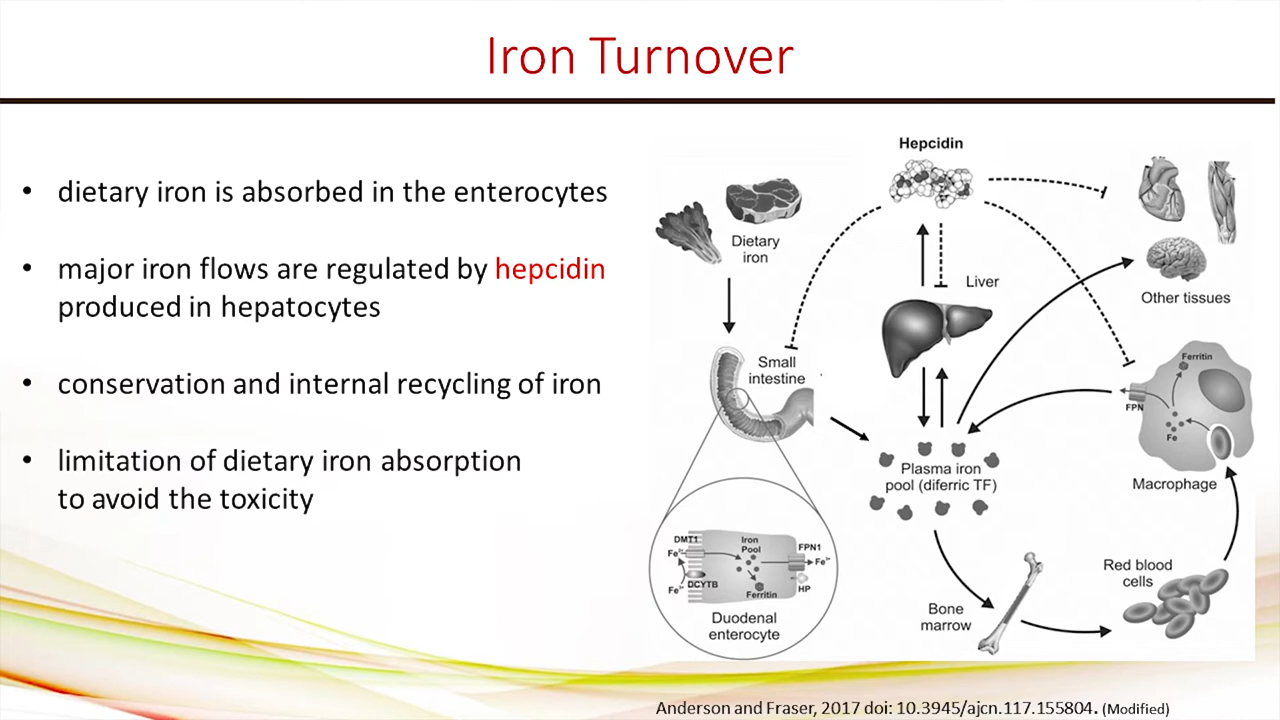 Iron Turnover
• dietary iron is absorbed in the enterocytes
• major iron flows are regulated by hepcidin
produced in hepatocytes
• conservation and internal recycling of iron
• limitation of dietary iron absorption
to avoid the toxicity
Hepcidin
Dietary
iron
Liver
Other tissues
Small
intestine
Ferritin
FPN
Fe
Macrophage
Plasma iron
pool (diferric TF)
DMT1
Iron
Pool
FPN1
Fe²⁺
Fe³⁺
DCYTB
Ferritin
HP
Duodenal
enterocyte
Bone
marrow
Red blood
cells
Anderson and Fraser, 2017 doi: 10.3945/ajcn.117.155804. (Modified)